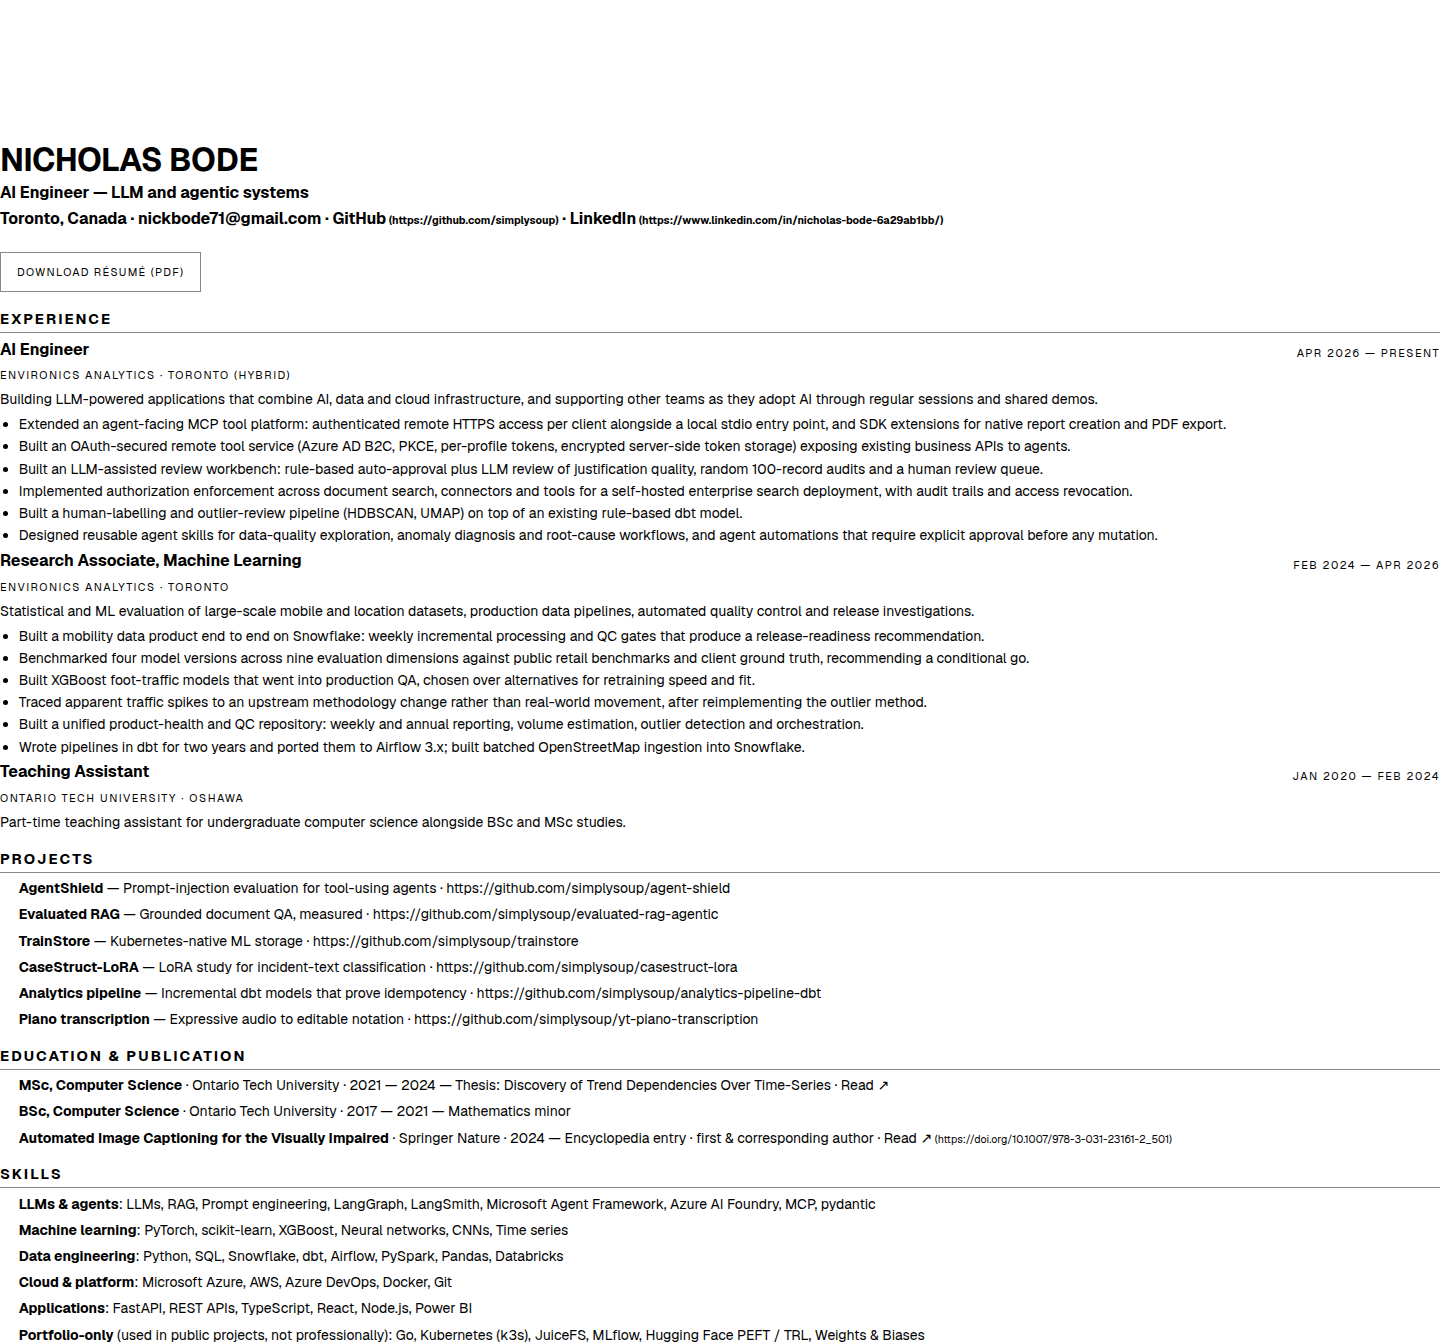 NICHOLAS BODE
AI Engineer — LLM and agentic systems
Toronto, Canada · nickbode71@gmail.com · GitHub (https://github.com/simplysoup) · LinkedIn (https://www.linkedin.com/in/nicholas-bode-6a29ab1bb/)
DOWNLOAD RÉSUMÉ (PDF)
EXPERIENCE
AI Engineer
APR 2026 — PRESENT
ENVIRONICS ANALYTICS · TORONTO (HYBRID)
Building LLM-powered applications that combine AI, data and cloud infrastructure, and supporting other teams as they adopt AI through regular sessions and shared demos.
• Extended an agent-facing MCP tool platform: authenticated remote HTTPS access per client alongside a local stdio entry point, and SDK extensions for native report creation and PDF export.
• Built an OAuth-secured remote tool service (Azure AD B2C, PKCE, per-profile tokens, encrypted server-side token storage) exposing existing business APIs to agents.
• Built an LLM-assisted review workbench: rule-based auto-approval plus LLM review of justification quality, random 100-record audits and a human review queue.
• Implemented authorization enforcement across document search, connectors and tools for a self-hosted enterprise search deployment, with audit trails and access revocation.
• Built a human-labelling and outlier-review pipeline (HDBSCAN, UMAP) on top of an existing rule-based dbt model.
• Designed reusable agent skills for data-quality exploration, anomaly diagnosis and root-cause workflows, and agent automations that require explicit approval before any mutation.
Research Associate, Machine Learning
FEB 2024 — APR 2026
ENVIRONICS ANALYTICS · TORONTO
Statistical and ML evaluation of large-scale mobile and location datasets, production data pipelines, automated quality control and release investigations.
• Built a mobility data product end to end on Snowflake: weekly incremental processing and QC gates that produce a release-readiness recommendation.
• Benchmarked four model versions across nine evaluation dimensions against public retail benchmarks and client ground truth, recommending a conditional go.
• Built XGBoost foot-traffic models that went into production QA, chosen over alternatives for retraining speed and fit.
• Traced apparent traffic spikes to an upstream methodology change rather than real-world movement, after reimplementing the outlier method.
• Built a unified product-health and QC repository: weekly and annual reporting, volume estimation, outlier detection and orchestration.
• Wrote pipelines in dbt for two years and ported them to Airflow 3.x; built batched OpenStreetMap ingestion into Snowflake.
Teaching Assistant
JAN 2020 — FEB 2024
ONTARIO TECH UNIVERSITY · OSHAWA
Part-time teaching assistant for undergraduate computer science alongside BSc and MSc studies.
PROJECTS
AgentShield — Prompt-injection evaluation for tool-using agents · https://github.com/simplysoup/agent-shield
Evaluated RAG — Grounded document QA, measured · https://github.com/simplysoup/evaluated-rag-agentic
TrainStore — Kubernetes-native ML storage · https://github.com/simplysoup/trainstore
CaseStruct-LoRA — LoRA study for incident-text classification · https://github.com/simplysoup/casestruct-lora
Analytics pipeline — Incremental dbt models that prove idempotency · https://github.com/simplysoup/analytics-pipeline-dbt
Piano transcription — Expressive audio to editable notation · https://github.com/simplysoup/yt-piano-transcription
EDUCATION & PUBLICATION
MSc, Computer Science · Ontario Tech University · 2021 — 2024 — Thesis: Discovery of Trend Dependencies Over Time-Series · Read ↗
BSc, Computer Science · Ontario Tech University · 2017 — 2021 — Mathematics minor
Automated Image Captioning for the Visually Impaired · Springer Nature · 2024 — Encyclopedia entry · first & corresponding author · Read ↗ (https://doi.org/10.1007/978-3-031-23161-2_501)
SKILLS
LLMs & agents: LLMs, RAG, Prompt engineering, LangGraph, LangSmith, Microsoft Agent Framework, Azure AI Foundry, MCP, pydantic
Machine learning: PyTorch, scikit-learn, XGBoost, Neural networks, CNNs, Time series
Data engineering: Python, SQL, Snowflake, dbt, Airflow, PySpark, Pandas, Databricks
Cloud & platform: Microsoft Azure, AWS, Azure DevOps, Docker, Git
Applications: FastAPI, REST APIs, TypeScript, React, Node.js, Power BI
Portfolio-only (used in public projects, not professionally): Go, Kubernetes (k3s), JuiceFS, MLflow, Hugging Face PEFT / TRL, Weights & Biases